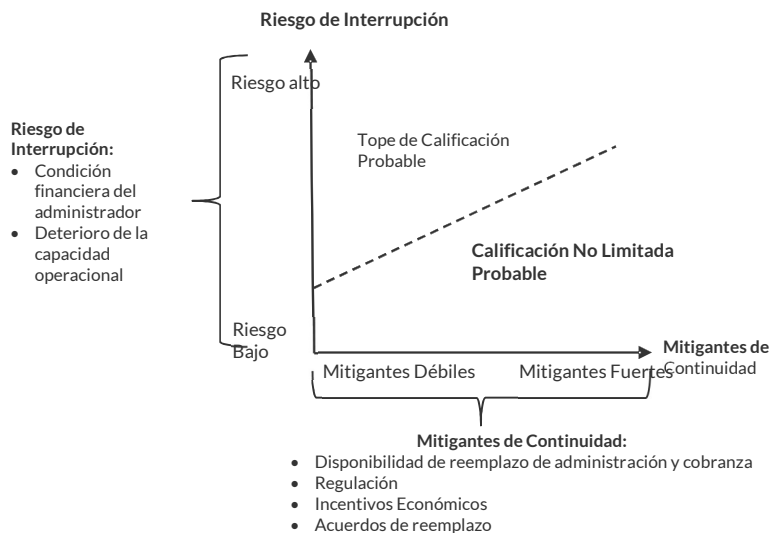 Riesgo de Interrupción
Riesgo alto
Riesgo de
Interrupción:
• Condición
financiera del
administrador
• Deterioro de la
capacidad
operacional
Tope de Calificación
Probable
Calificación No Limitada
Probable
Riesgo
Bajo
Mitigantes de
Continuidad
Mitigantes Débiles
Mitigantes Fuertes
Mitigantes de Continuidad:
• Disponibilidad de reemplazo de administración y cobranza
• Regulación
• Incentivos Económicos
• Acuerdos de reemplazo